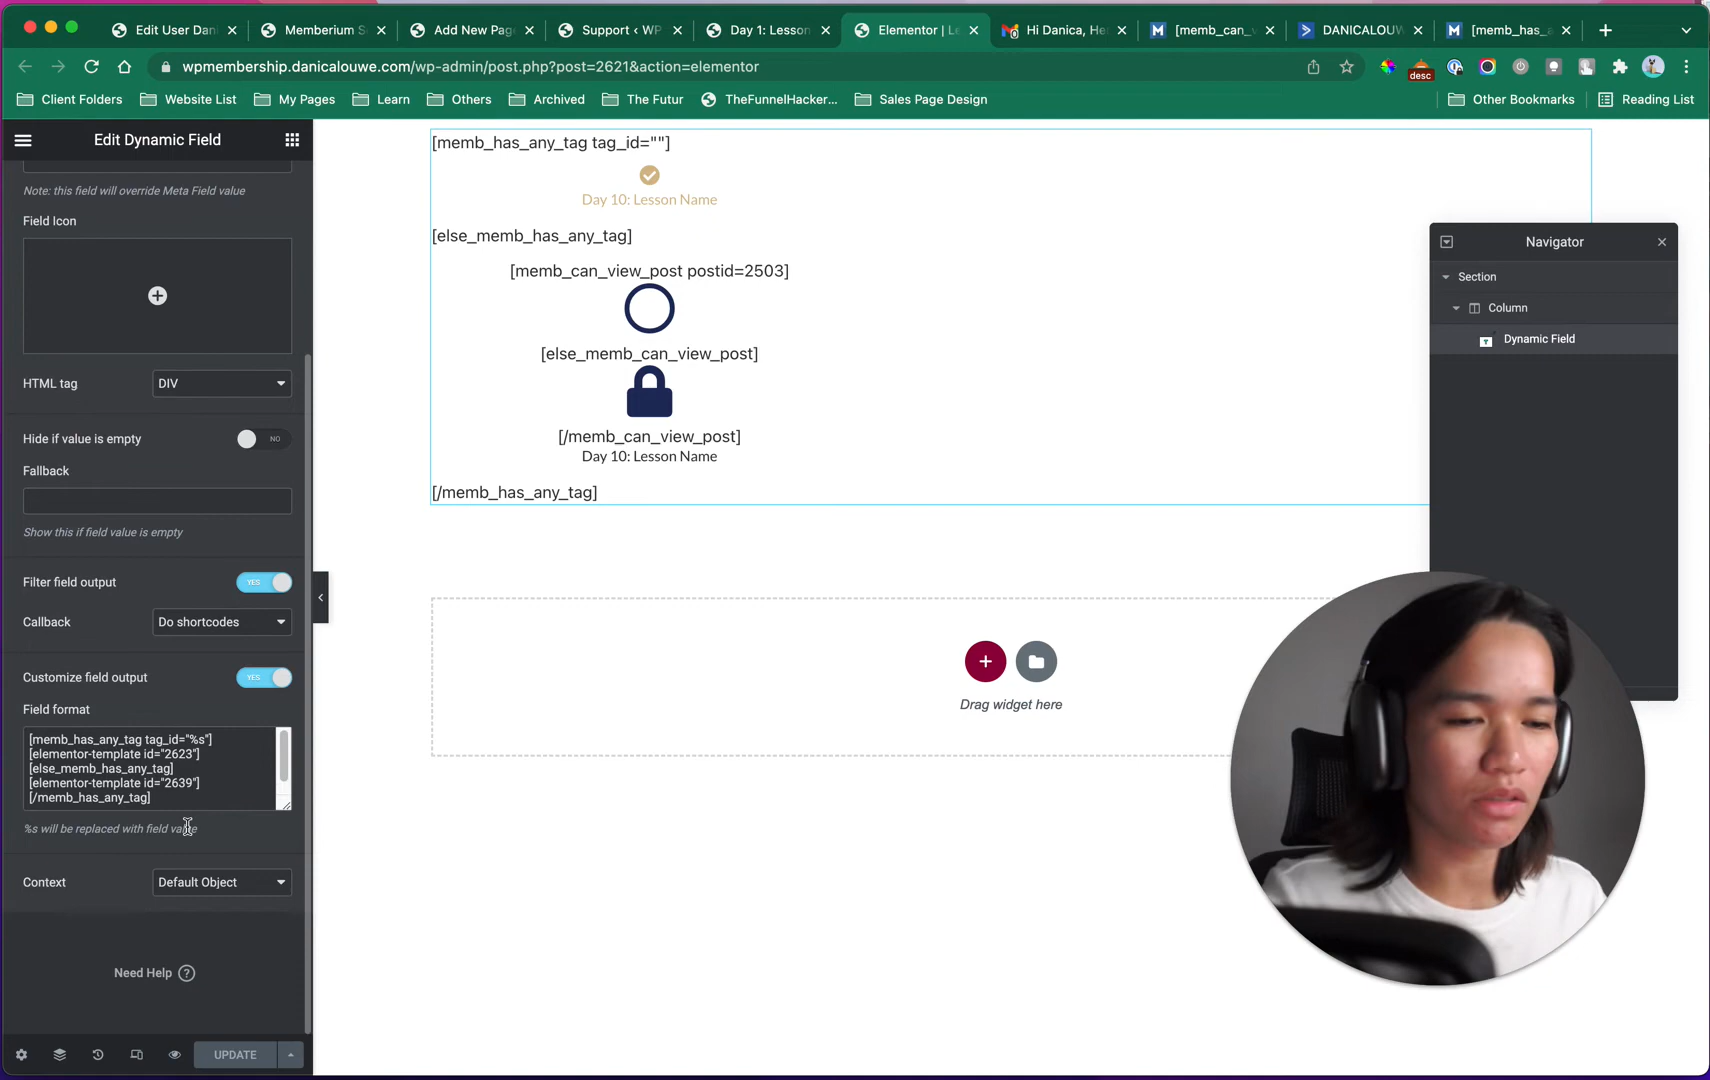 Edit User Dani
Memberium S
Add New Page
Support ‹ WP
Day 1: Lesson
Elementor | Le
Hi Danica, He
[memb_can_v
DANICALOUW
[memb_has_a
wpmembership.danicalouwe.com/wp-admin/post.php?post=2621&action=elementor
desc
Client Folders
Website List
My Pages
Learn
Others
Archived
The Futur
TheFunnelHacker...
Sales Page Design
Other Bookmarks
Reading List
Edit Dynamic Field
Note: this field will override Meta Field value
Field Icon
HTML tag
DIV
Hide if value is empty
NO
Fallback
Show this if field value is empty
Filter field output
YES
Callback
Do shortcodes
Customize field output
YES
Field format
[memb_has_any_tag tag_id="%s"]
[elementor-template id="2623"]
[else_memb_has_any_tag]
[elementor-template id="2639"]
[/memb_has_any_tag]
%s will be replaced with field value
Context
Default Object
Need Help
UPDATE
[memb_has_any_tag tag_id=""]
Day 10: Lesson Name
[else_memb_has_any_tag]
[memb_can_view_post postid=2503]
[else_memb_can_view_post]
[/memb_can_view_post]
Day 10: Lesson Name
[/memb_has_any_tag]
Drag widget here
Navigator
Section
Column
Dynamic Field